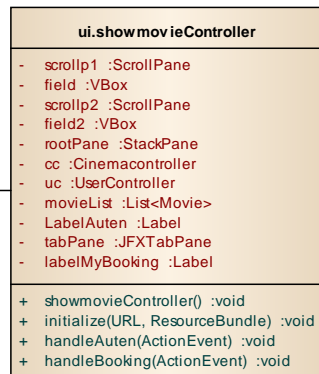 ui.showmovieController
- scrollp1 :ScrollPane
- field :VBox
- scrollp2 :ScrollPane
- field2 :VBox
- rootPane :StackPane
- cc :Cinemacontroller
- uc :UserController
- movieList :List<Movie>
- LabelAuten :Label
- tabPane :JFXTabPane
- labelMyBooking :Label
+ showmovieController() :void
+ initialize(URL, ResourceBundle) :void
+ handleAuten(ActionEvent) :void
+ handleBooking(ActionEvent) :void